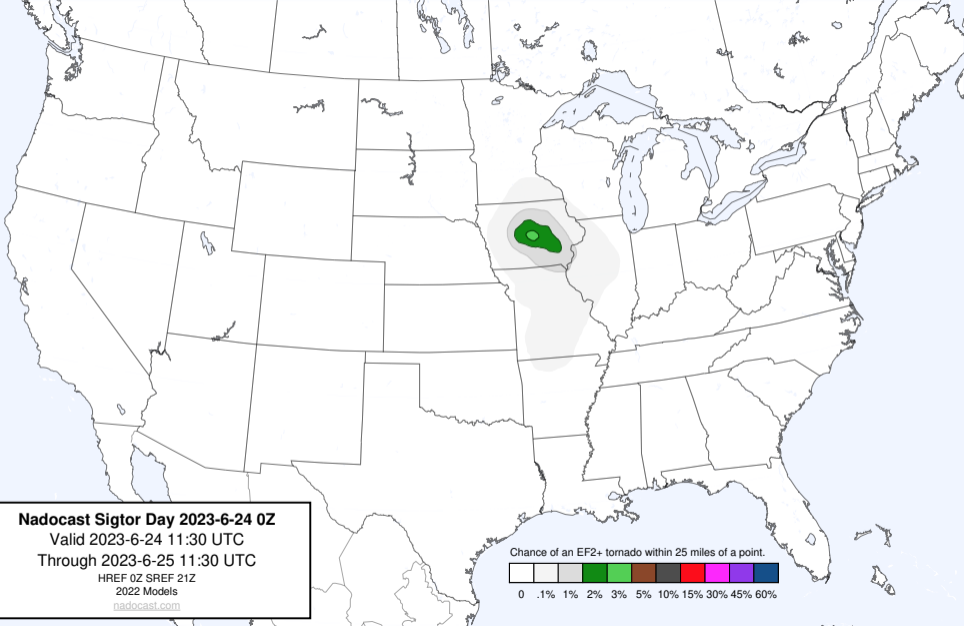 Nadocast Sigtor Day 2023-6-24 0Z
Valid 2023-6-24 11:30 UTC
Through 2023-6-25 11:30 UTC
HREF 0Z SREF 21Z
2022 Models
nadocast.com
Chance of an EF2+ tornado within 25 miles of a point.
0 .1% 1% 2% 3% 5% 10% 15% 30% 45% 60%